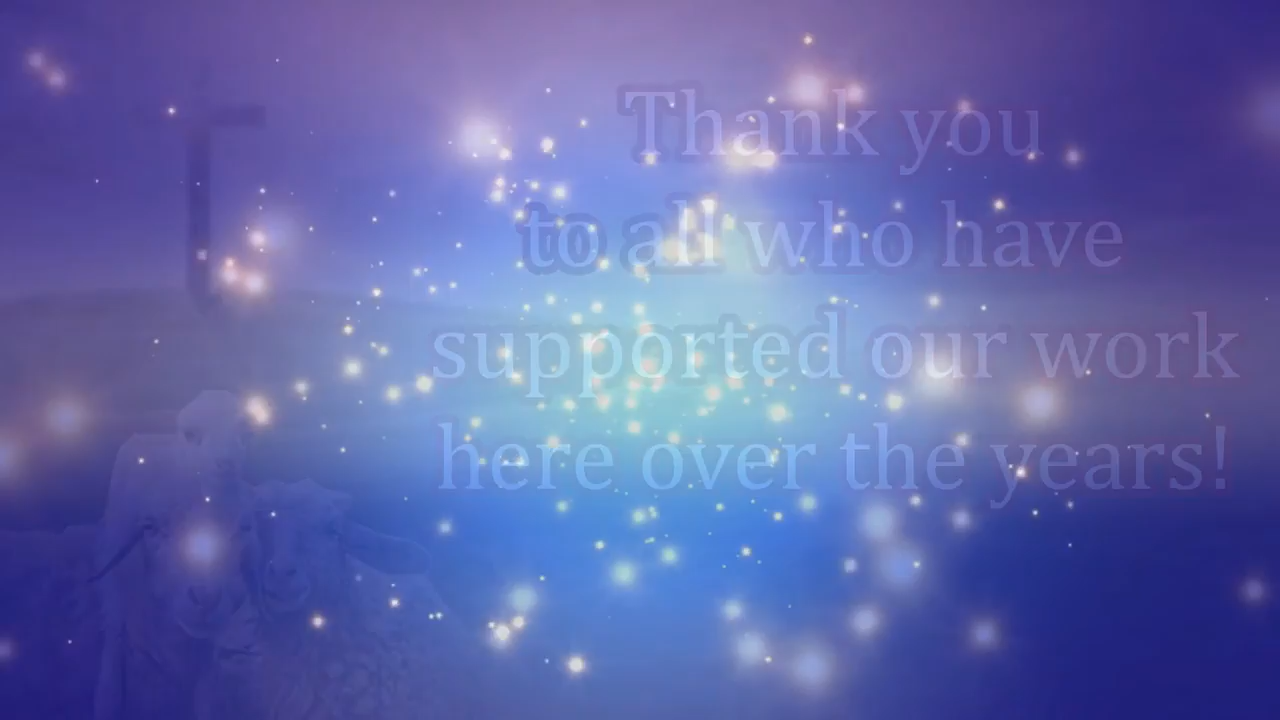 Thank you
to all who have
supported our work
here over the years!